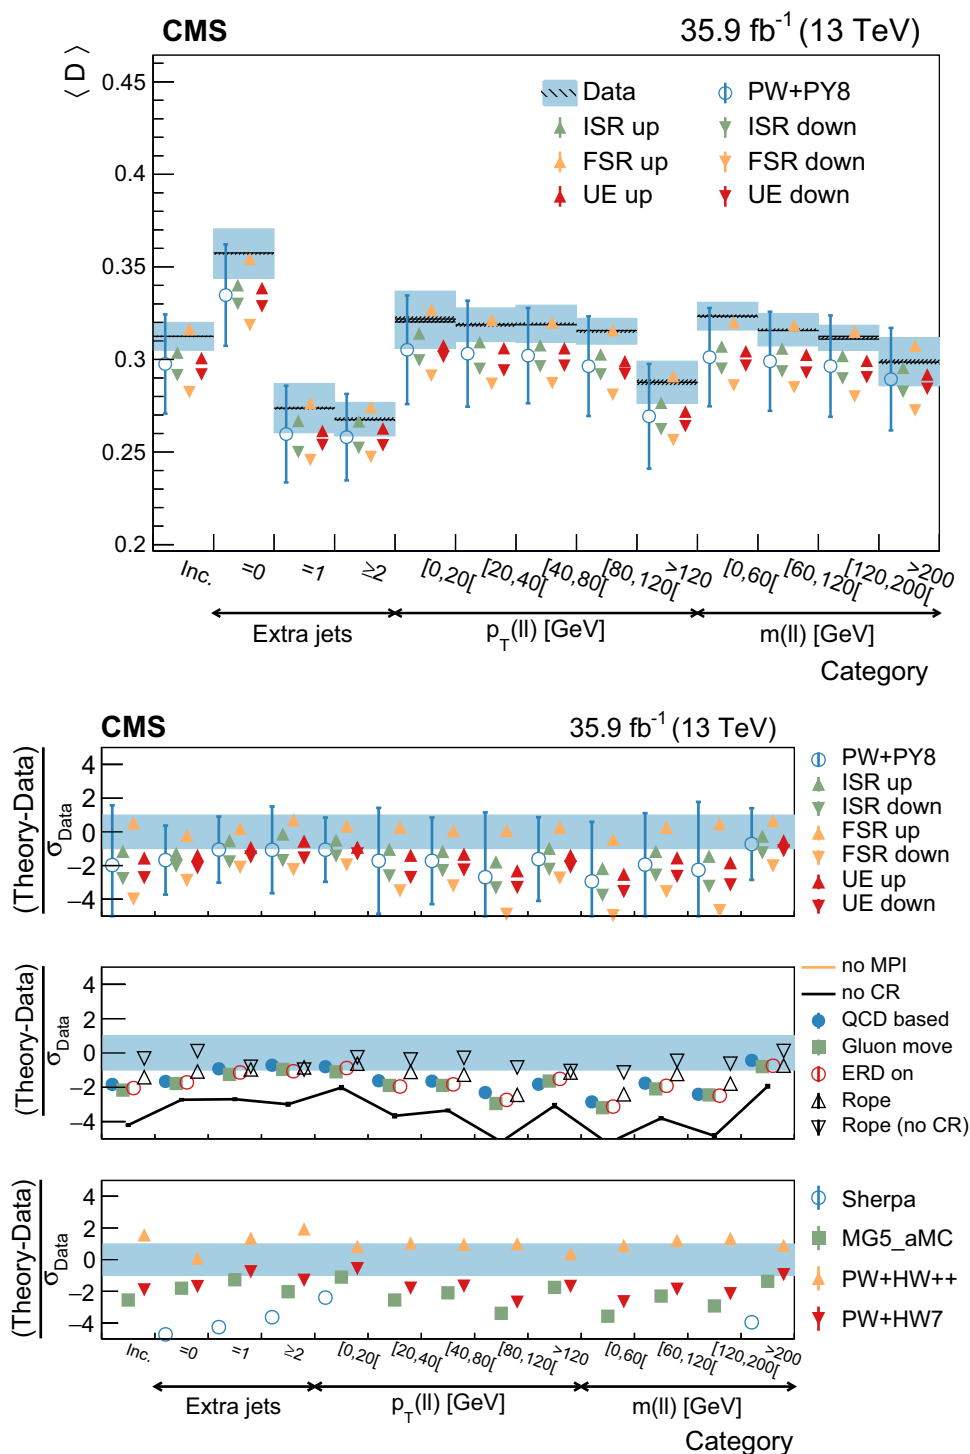 CMS 35.9 fb⁻¹ (13 TeV)
⟨ D ⟩
0.45
0.4
0.35
0.3
0.25
0.2
Data PW+PY8
ISR up ISR down
FSR up FSR down
UE up UE down
Inc. =0 =1 ≥2 [0,20[ [20,40[ [40,80[ [80,120[ >120 [0,60[ [60,120[ [120,200[ >200
Extra jets p_T(ll) [GeV] m(ll) [GeV]
Category
CMS 35.9 fb⁻¹ (13 TeV)
(Theory-Data)
σ_Data
4
2
0
−2
−4
PW+PY8
ISR up
ISR down
FSR up
FSR down
UE up
UE down
(Theory-Data)
σ_Data
4
2
0
−2
−4
no MPI
no CR
QCD based
Gluon move
ERD on
Rope
Rope (no CR)
(Theory-Data)
σ_Data
4
2
0
−2
−4
Sherpa
MG5_aMC
PW+HW++
PW+HW7
Inc. =0 =1 ≥2 [0,20[ [20,40[ [40,80[ [80,120[ >120 [0,60[ [60,120[ [120,200[ >200
Extra jets p_T(ll) [GeV] m(ll) [GeV]
Category